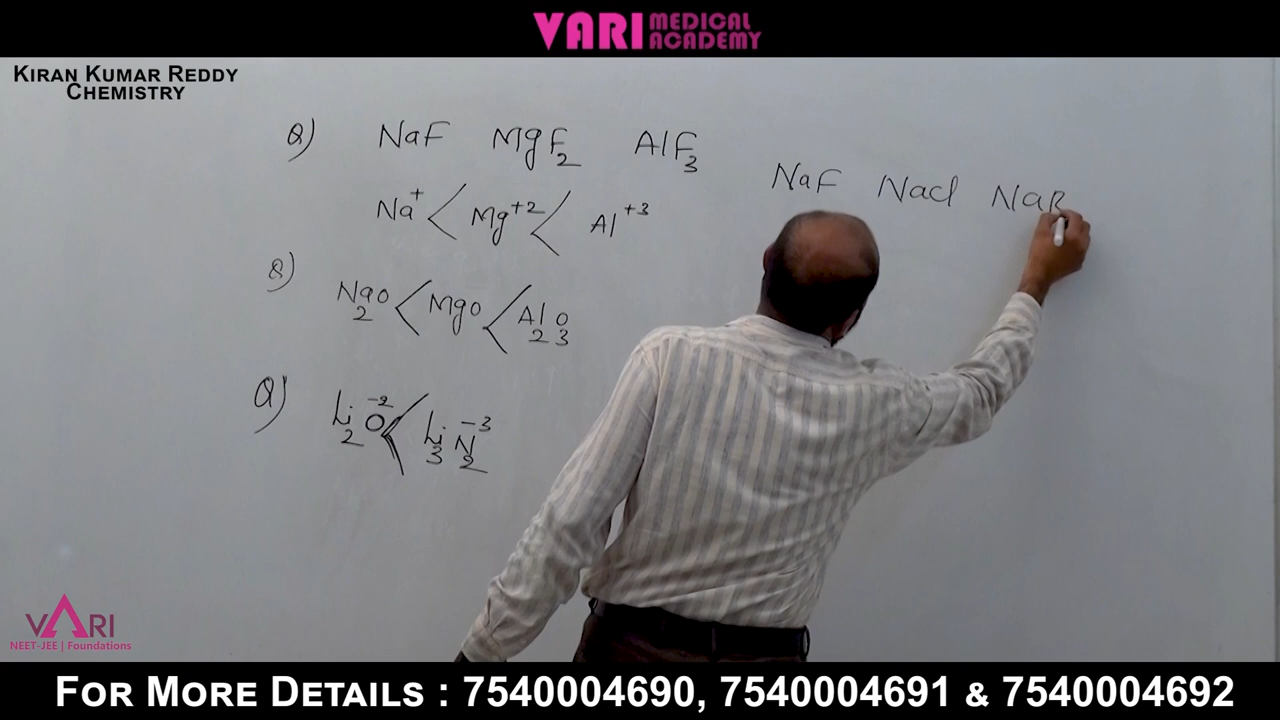 VARI MEDICAL ACADEMY
KIRAN KUMAR REDDY
CHEMISTRY
Q) NaF MgF₂ AlF₃
Na⁺ < Mg⁺² < Al⁺³
NaF NaCl NaB
Q)
Na₂O < MgO < Al₂O₃
Q) Li₂O⁻² < Li₃N₂⁻³
VARI
NEET-JEE | Foundations
FOR MORE DETAILS : 7540004690, 7540004691 & 7540004692